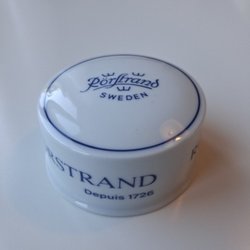 Rörstrand
SWEDEN
RSTRAND
Depuis 1726
R